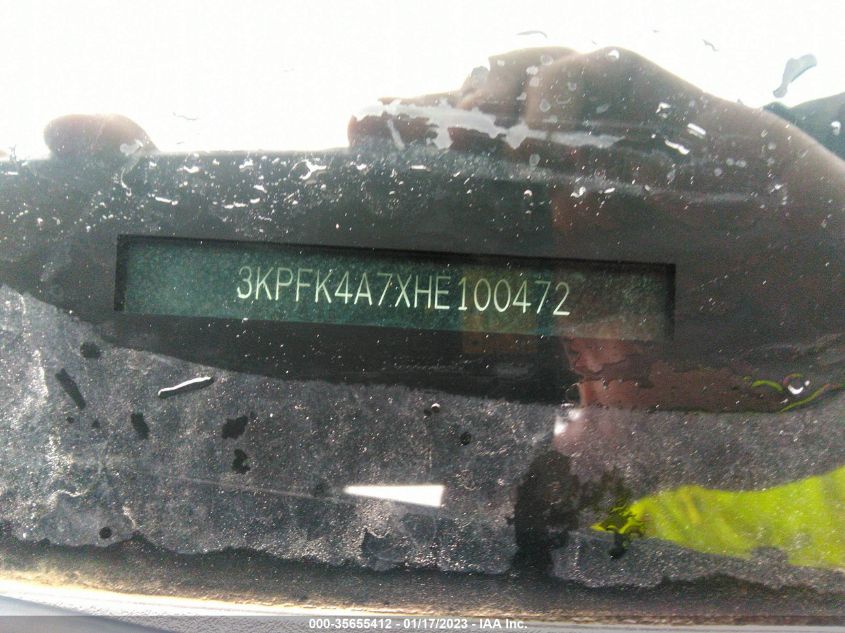 3KPFK4A7XHE100472
000-35655412 - 01/17/2023 - IAA Inc.